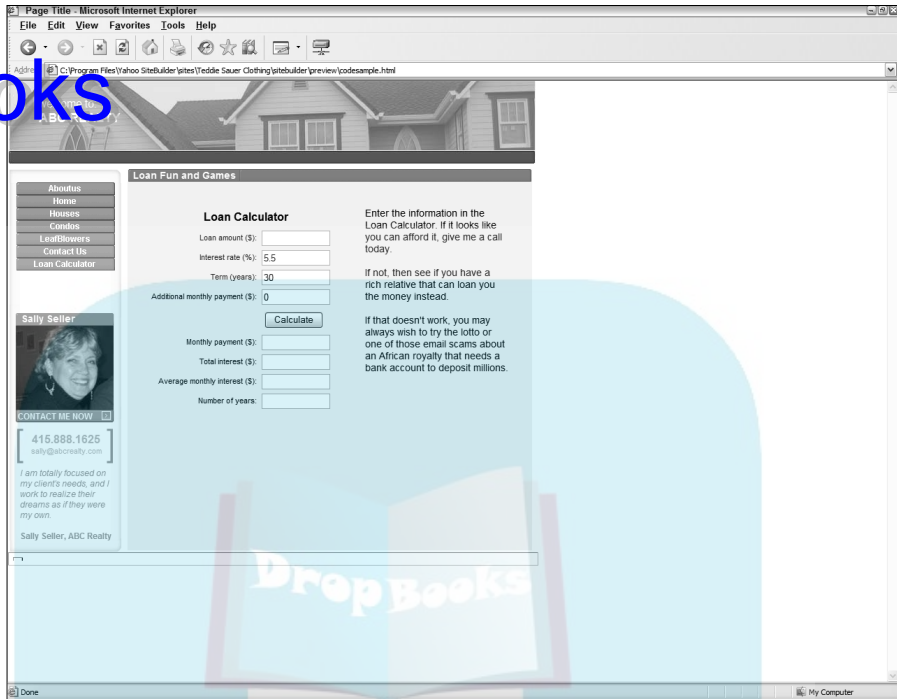 Page Title - Microsoft Internet Explorer
File Edit View Favorites Tools Help
Address C:\Program Files\Yahoo SiteBuilder\sites\Teddie Sauer Clothing\sitebuilder\preview\codesample.html
oks
Welcome to
ABC REALTY
Loan Fun and Games
Aboutus
Home
Houses
Condos
LeafBlowers
Contact Us
Loan Calculator
Sally Seller
CONTACT ME NOW
415.888.1625
sally@abcrealty.com
I am totally focused on
my client's needs, and I
work to realize their
dreams as if they were
my own.
Sally Seller, ABC Realty
Loan Calculator
Loan amount ($):
Interest rate (%): 5.5
Term (years): 30
Additional monthly payment ($): 0
Calculate
Monthly payment ($):
Total interest ($):
Average monthly interest ($):
Number of years:
Enter the information in the
Loan Calculator. If it looks like
you can afford it, give me a call
today.
If not, then see if you have a
rich relative that can loan you
the money instead.
If that doesn't work, you may
always wish to try the lotto or
one of those email scams about
an African royalty that needs a
bank account to deposit millions.
DropBooks
Done
My Computer